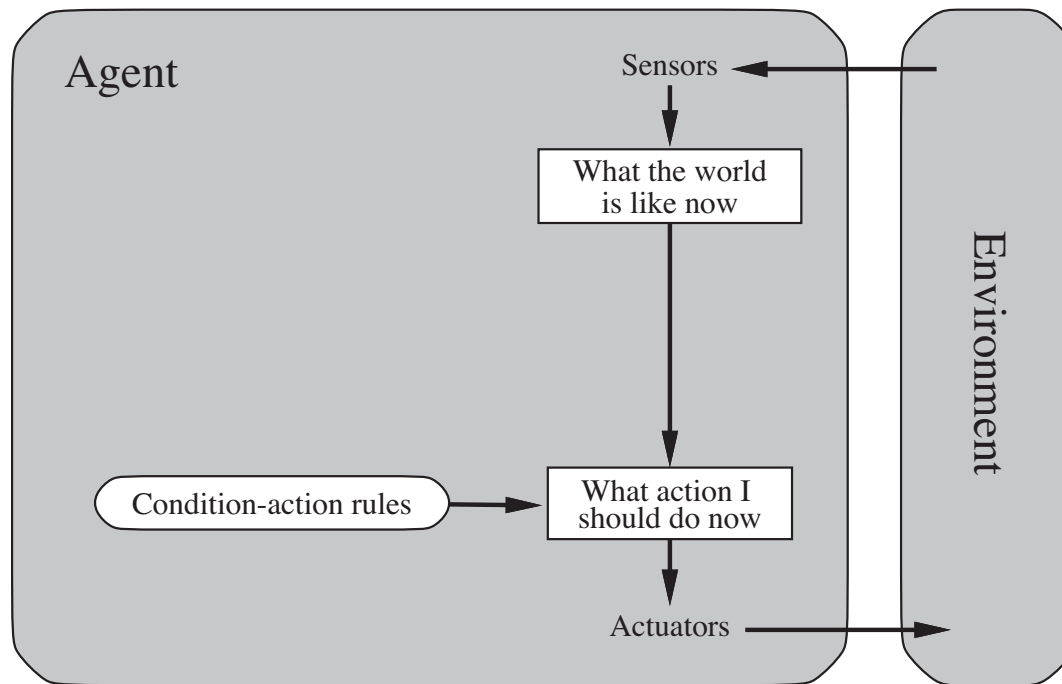 Agent
Sensors
What the world
is like now
Environment
Condition-action rules
What action I
should do now
Actuators